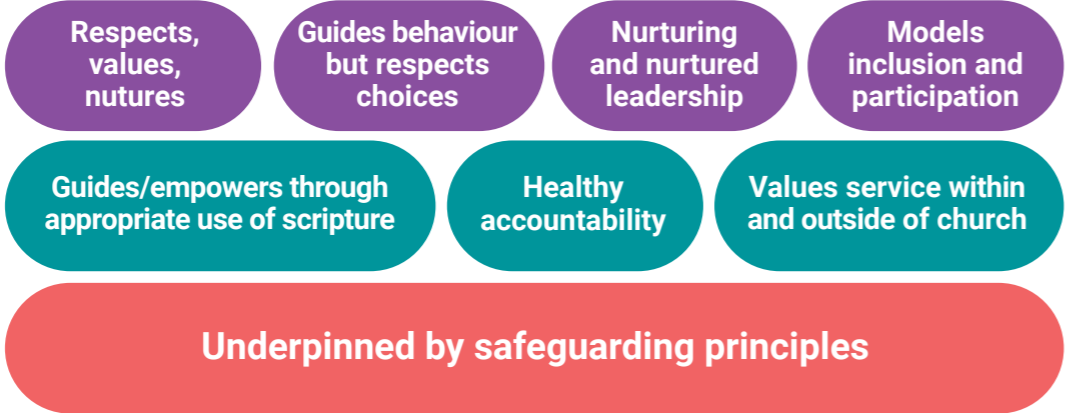 Respects,
values,
nutures
Guides behaviour
but respects
choices
Nurturing
and nurtured
leadership
Models
inclusion and
participation
Guides/empowers through
appropriate use of scripture
Healthy
accountability
Values service within
and outside of church
Underpinned by safeguarding principles